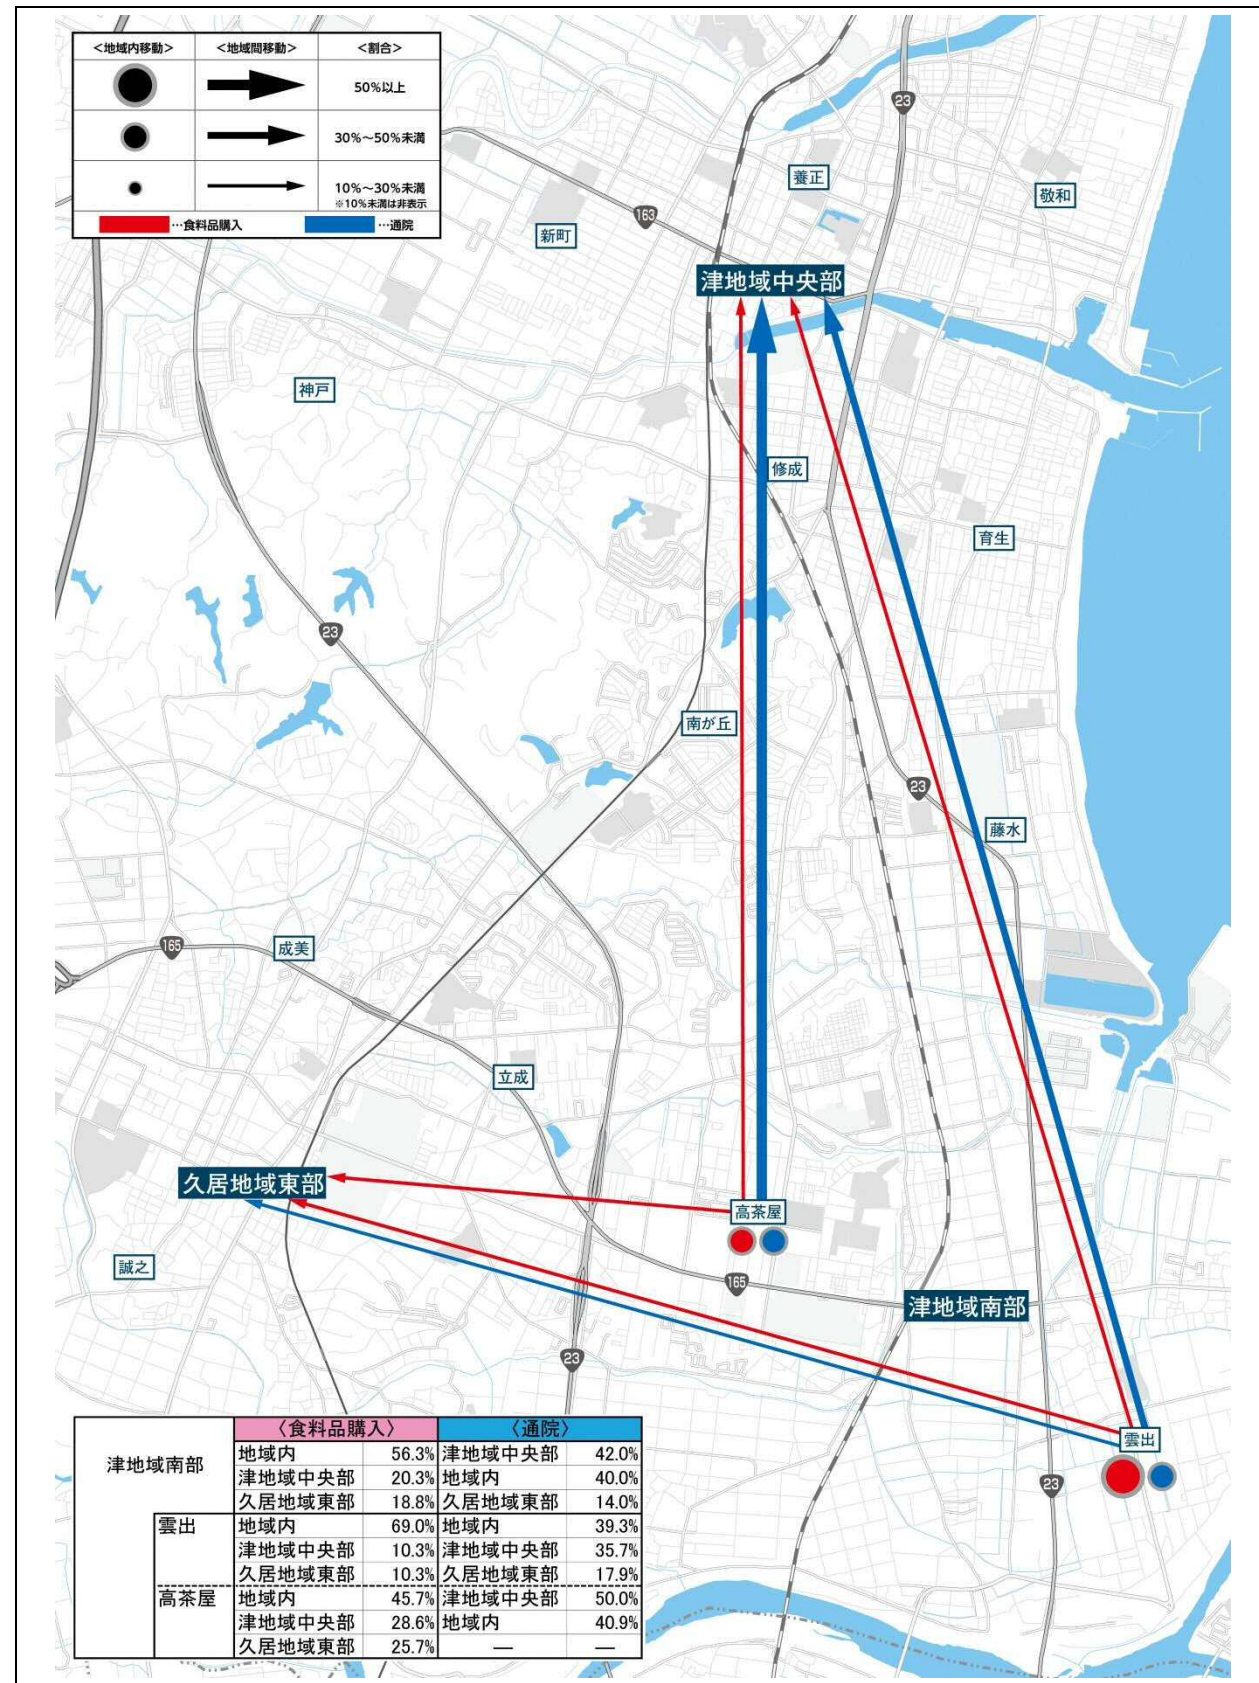 ＜地域内移動＞ ＜地域間移動＞ ＜割合＞
50%以上
30%～50%未満
10%～30%未満
※10%未満は非表示
…食料品購入 …通院
23
養正
敬和
163
新町
津地域中央部
神戸
修成
育生
23
南が丘
23
藤水
165
成美
立成
久居地域東部
高茶屋
誠之
165
津地域南部
23
雲出
23
〈食料品購入〉 〈通院〉
津地域南部 地域内 56.3% 津地域中央部 42.0%
津地域中央部 20.3% 地域内 40.0%
久居地域東部 18.8% 久居地域東部 14.0%
雲出 地域内 69.0% 地域内 39.3%
津地域中央部 10.3% 津地域中央部 35.7%
久居地域東部 10.3% 久居地域東部 17.9%
高茶屋 地域内 45.7% 津地域中央部 50.0%
津地域中央部 28.6% 地域内 40.9%
久居地域東部 25.7% ― ―